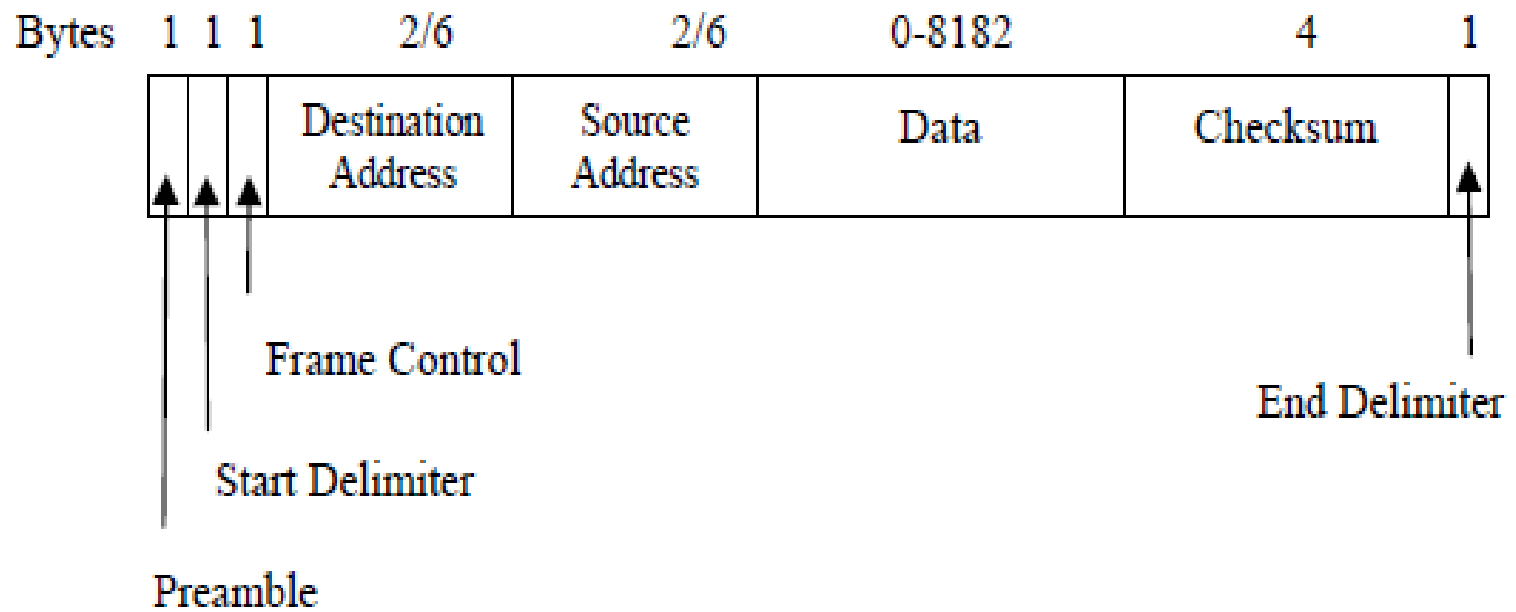 Bytes 1 1 1 2/6 2/6 0-8182 4 1
Destination Address
Source Address
Data
Checksum
Frame Control
End Delimiter
Start Delimiter
Preamble